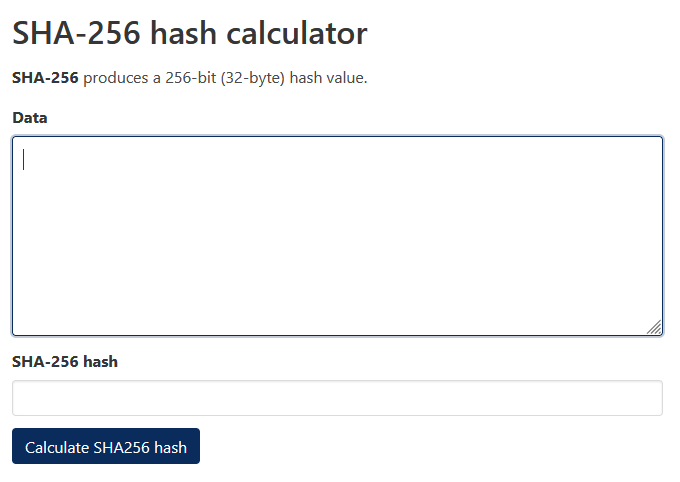 SHA-256 hash calculator
SHA-256 produces a 256-bit (32-byte) hash value.
Data
SHA-256 hash
Calculate SHA256 hash